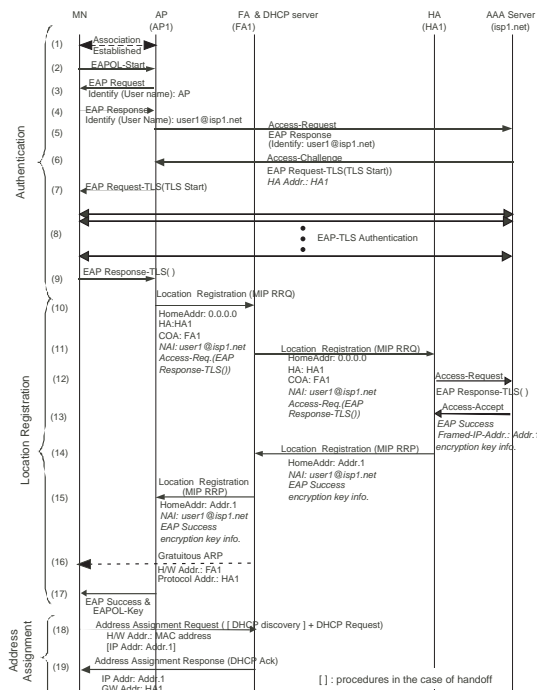 MN
AP
(AP1)
FA & DHCP server
(FA1)
HA
(HA1)
AAA Server
(isp1.net)
Authentication
(1)
Association
Established
(2)
EAPOL-Start
(3)
EAP Request
Identify (User name): AP
(4)
EAP Response
Identify (User Name): user1@isp1.net
(5)
Access-Request
EAP Response
(Identify: user1@isp1.net)
(6)
Access-Challenge
EAP Request-TLS(TLS Start))
HA Addr.: HA1
(7)
EAP Request-TLS(TLS Start)
(8)
EAP-TLS Authentication
(9)
EAP Response-TLS( )
Location Registration
(10)
Location Registration (MIP RRQ)
HomeAddr: 0.0.0.0
HA:HA1
COA: FA1
NAI: user1@isp1.net
Access-Req.(EAP
Response-TLS())
(11)
Location Registration (MIP RRQ)
HomeAddr: 0.0.0.0
HA: HA1
COA: FA1
NAI: user1@isp1.net
Access-Req.(EAP
Response-TLS())
(12)
Access-Request
EAP Response-TLS( )
(13)
Access-Accept
EAP Success
Framed-IP-Addr.: Addr.1
encryption key info.
(14)
Location Registration (MIP RRP)
HomeAddr: Addr.1
NAI: user1@isp1.net
EAP Success
encryption key info.
(15)
Location Registration
(MIP RRP)
HomeAddr: Addr.1
NAI: user1@isp1.net
EAP Success
encryption key info.
(16)
Gratuitous ARP
H/W Addr.: FA1
Protocol Addr.: HA1
(17)
EAP Success &
EAPOL-Key
Address
Assignment
(18)
Address Assignment Request ( [ DHCP discovery ] + DHCP Request)
H/W Addr.: MAC address
[IP Addr: Addr.1]
(19)
Address Assignment Response (DHCP Ack)
IP Addr: Addr.1
GW Addr: HA1
[ ] : procedures in the case of handoff